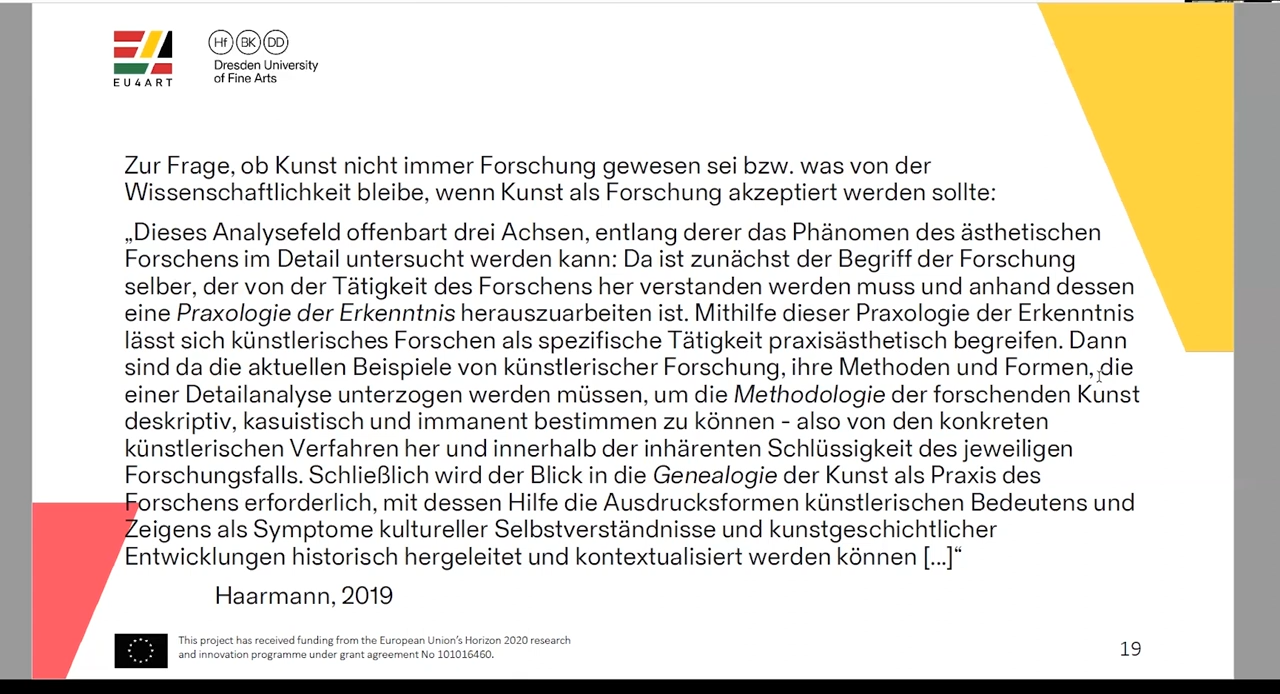 EU4ART
Hf BK DD
Dresden University
of Fine Arts
Zur Frage, ob Kunst nicht immer Forschung gewesen sei bzw. was von der
Wissenschaftlichkeit bleibe, wenn Kunst als Forschung akzeptiert werden sollte:
„Dieses Analysefeld offenbart drei Achsen, entlang derer das Phänomen des ästhetischen
Forschens im Detail untersucht werden kann: Da ist zunächst der Begriff der Forschung
selber, der von der Tätigkeit des Forschens her verstanden werden muss und anhand dessen
eine Praxologie der Erkenntnis herauszuarbeiten ist. Mithilfe dieser Praxologie der Erkenntnis
lässt sich künstlerisches Forschen als spezifische Tätigkeit praxisästhetisch begreifen. Dann
sind da die aktuellen Beispiele von künstlerischer Forschung, ihre Methoden und Formen, die
einer Detailanalyse unterzogen werden müssen, um die Methodologie der forschenden Kunst
deskriptiv, kasuistisch und immanent bestimmen zu können - also von den konkreten
künstlerischen Verfahren her und innerhalb der inhärenten Schlüssigkeit des jeweiligen
Forschungsfalls. Schließlich wird der Blick in die Genealogie der Kunst als Praxis des
Forschens erforderlich, mit dessen Hilfe die Ausdrucksformen künstlerischen Bedeutens und
Zeigens als Symptome kultureller Selbstverständnisse und kunstgeschichtlicher
Entwicklungen historisch hergeleitet und kontextualisiert werden können [...]“
Haarmann, 2019
This project has received funding from the European Union's Horizon 2020 research
and innovation programme under grant agreement No 101016460.
19